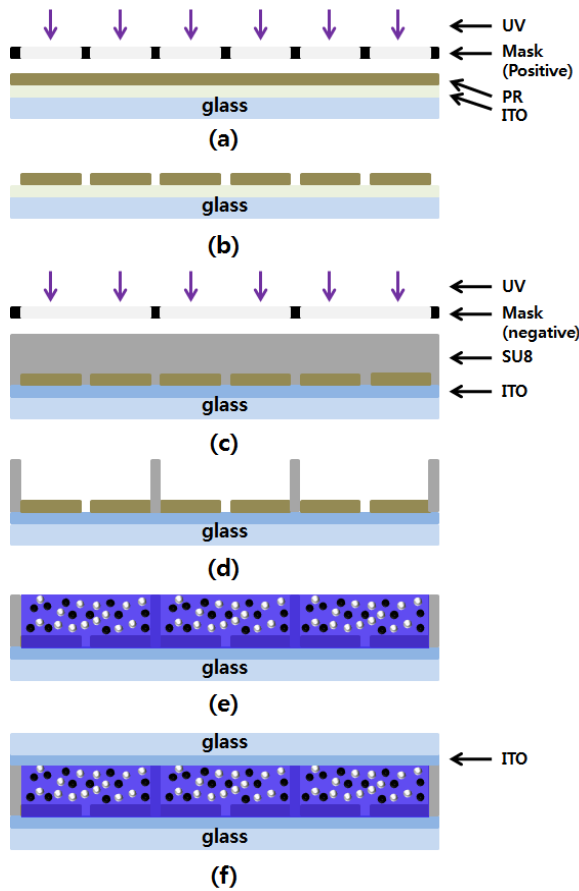 UV
Mask
(Positive)
PR
ITO
glass
(a)
glass
(b)
UV
Mask
(negative)
SU8
ITO
glass
(c)
glass
(d)
glass
(e)
glass
ITO
glass
(f)